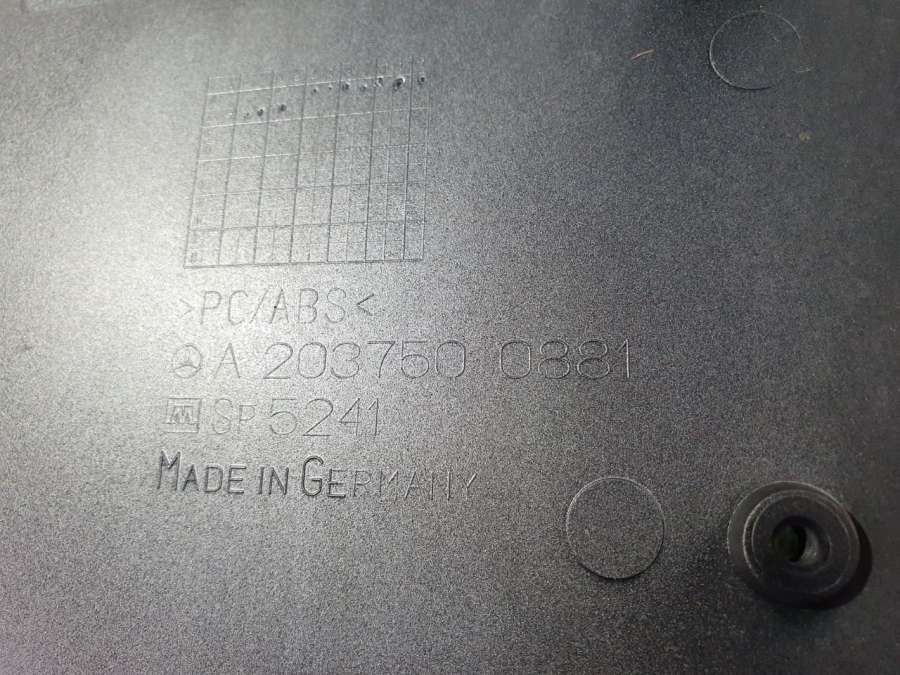 >PC/ABS<
A 203750 0881
SP 5241
MADE IN GERMANY